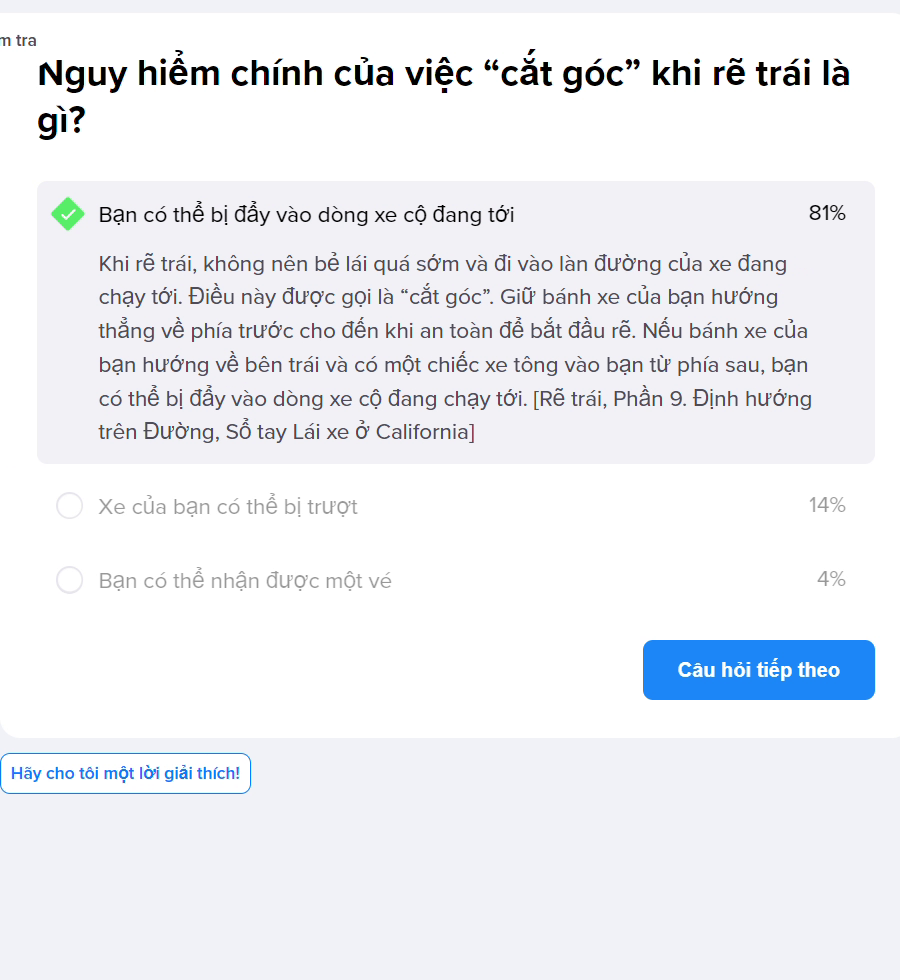 m tra
Nguy hiểm chính của việc “cắt góc” khi rẽ trái là
gì?
Bạn có thể bị đẩy vào dòng xe cộ đang tới 81%
Khi rẽ trái, không nên bẻ lái quá sớm và đi vào làn đường của xe đang
chạy tới. Điều này được gọi là “cắt góc”. Giữ bánh xe của bạn hướng
thẳng về phía trước cho đến khi an toàn để bắt đầu rẽ. Nếu bánh xe của
bạn hướng về bên trái và có một chiếc xe tông vào bạn từ phía sau, bạn
có thể bị đẩy vào dòng xe cộ đang chạy tới. [Rẽ trái, Phần 9. Định hướng
trên Đường, Sổ tay Lái xe ở California]
Xe của bạn có thể bị trượt 14%
Bạn có thể nhận được một vé 4%
Câu hỏi tiếp theo
Hãy cho tôi một lời giải thích!